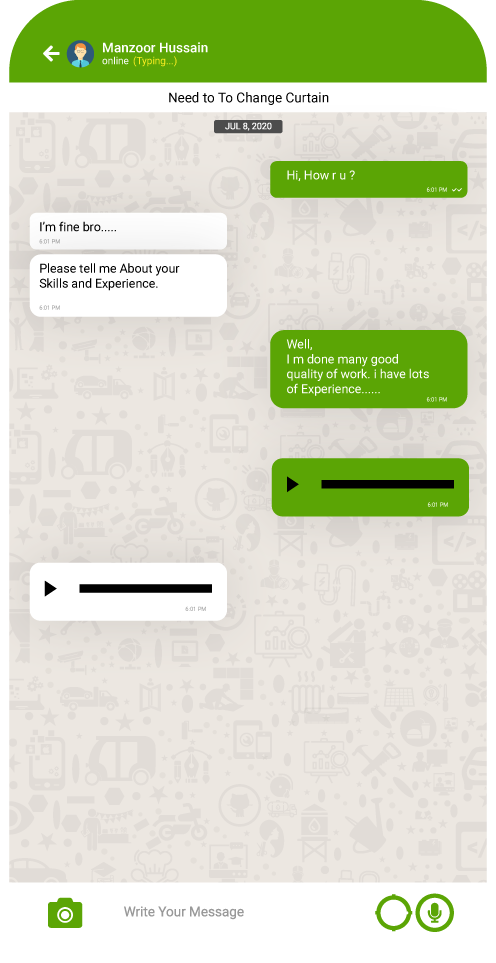 Manzoor Hussain
online (Typing...)
Need to To Change Curtain
JUL 8, 2020
Hi, How r u ?
6:01 PM
I'm fine bro.....
6:01 PM
Please tell me About your
Skills and Experience.
6:01 PM
Well,
I m done many good
quality of work. i have lots
of Experience......
6:01 PM
6:01 PM
6:01 PM
Write Your Message